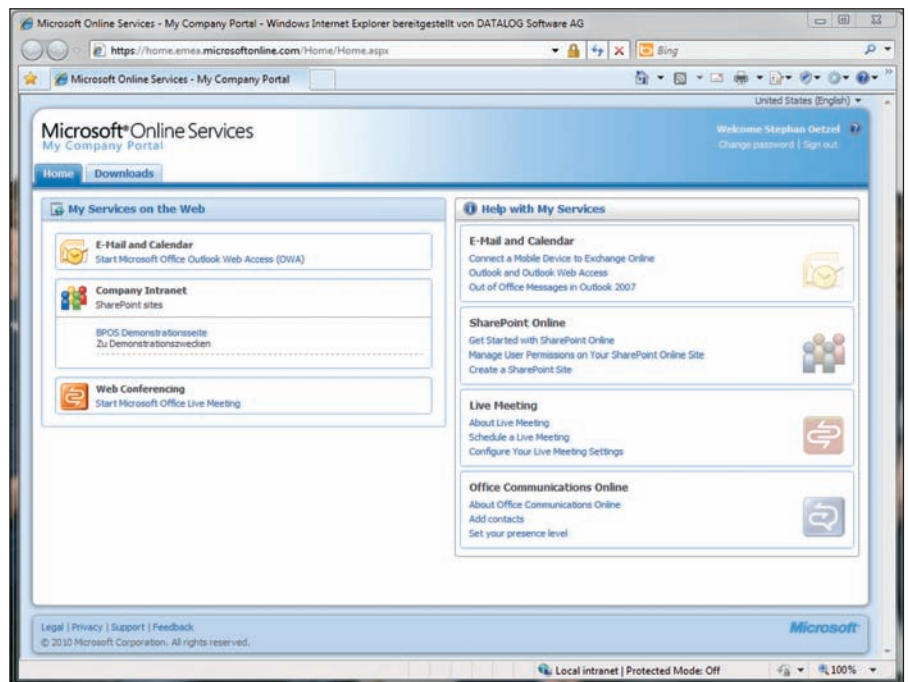 Microsoft Online Services - My Company Portal - Windows Internet Explorer bereitgestellt von DATALOG Software AG
https://home.emea.microsoftonline.com/Home/Home.aspx
Bing
Microsoft Online Services - My Company Portal
United States (English)
Microsoft® Online Services
My Company Portal
Welcome Stephan Oetzel
Change password | Sign out
Home
Downloads
My Services on the Web
E-Mail and Calendar
Start Microsoft Office Outlook Web Access (OWA)
Company Intranet
SharePoint sites
BPOS Demonstrationsseite
Zu Demonstrationszwecken
Web Conferencing
Start Microsoft Office Live Meeting
Help with My Services
E-Mail and Calendar
Connect a Mobile Device to Exchange Online
Outlook and Outlook Web Access
Out of Office Messages in Outlook 2007
SharePoint Online
Get Started with SharePoint Online
Manage User Permissions on Your SharePoint Online Site
Create a SharePoint Site
Live Meeting
About Live Meeting
Schedule a Live Meeting
Configure Your Live Meeting Settings
Office Communications Online
About Office Communications Online
Add contacts
Set your presence level
Legal | Privacy | Support | Feedback
© 2010 Microsoft Corporation. All rights reserved.
Microsoft
Local intranet | Protected Mode: Off
100%